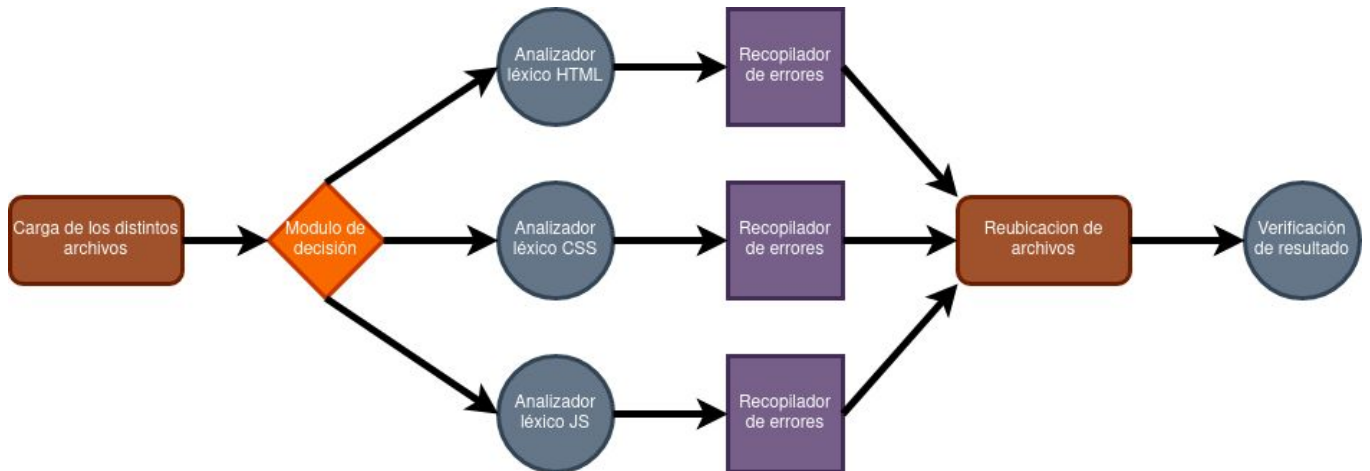 Carga de los distintos
archivos
Modulo de
decisión
Analizador
léxico HTML
Recopilador
de errores
Analizador
léxico CSS
Recopilador
de errores
Analizador
léxico JS
Recopilador
de errores
Reubicacion de
archivos
Verificación
de resultado